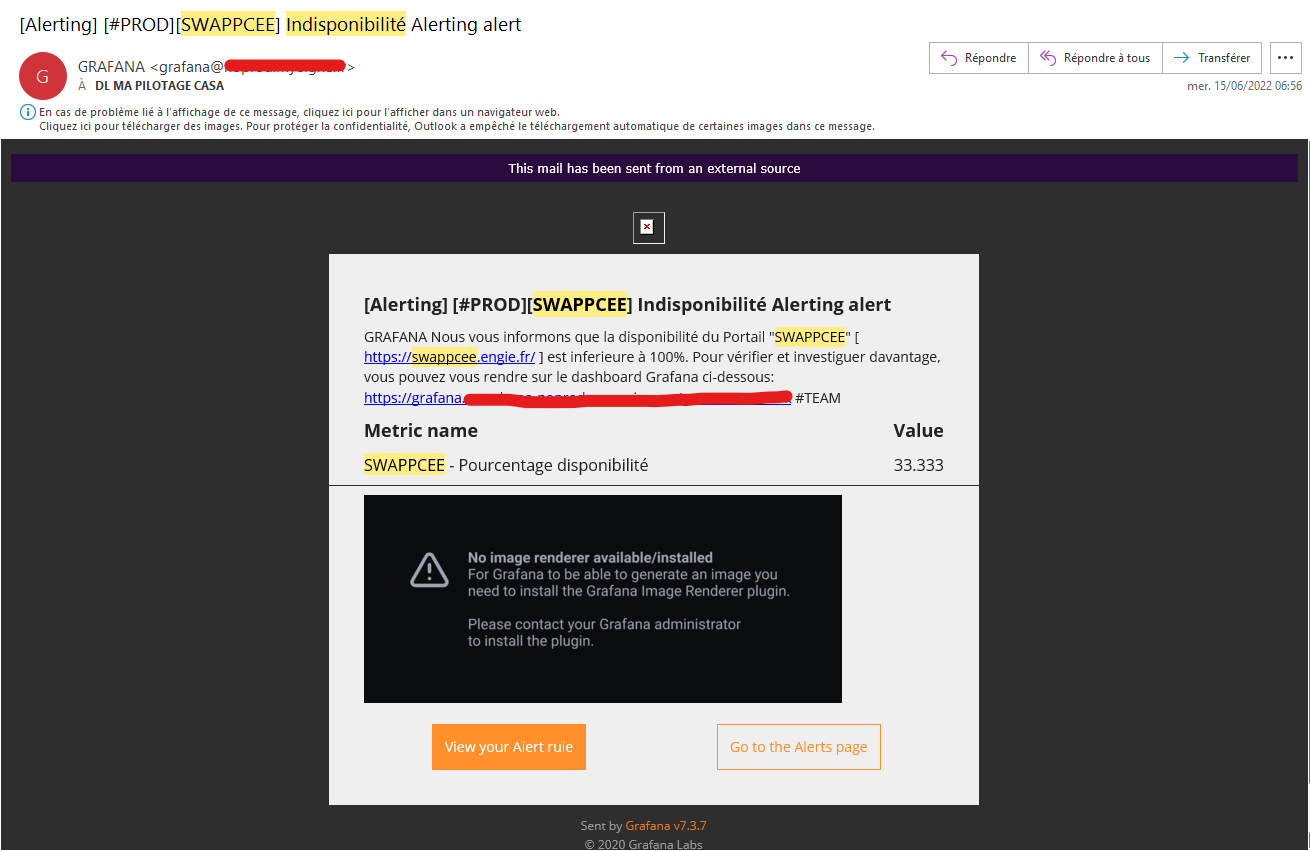 [Alerting] [#PROD][SWAPPCEE] Indisponibilité Alerting alert
G
GRAFANA <grafana@ >
À DL MA PILOTAGE CASA
Répondre
Répondre à tous
Transférer
mer. 15/06/2022 06:56
En cas de problème lié à l'affichage de ce message, cliquez ici pour l'afficher dans un navigateur web.
Cliquez ici pour télécharger des images. Pour protéger la confidentialité, Outlook a empêché le téléchargement automatique de certaines images dans ce message.
This mail has been sent from an external source
[Alerting] [#PROD][SWAPPCEE] Indisponibilité Alerting alert
GRAFANA Nous vous informons que la disponibilité du Portail "SWAPPCEE" [
https://swappcee.engie.fr/ ] est inferieure à 100%. Pour vérifier et investiguer davantage,
vous pouvez vous rendre sur le dashboard Grafana ci-dessous:
https://grafana. #TEAM
Metric name Value
SWAPPCEE - Pourcentage disponibilité 33.333
No image renderer available/installed
For Grafana to be able to generate an image you
need to install the Grafana Image Renderer plugin.
Please contact your Grafana administrator
to install the plugin.
View your Alert rule
Go to the Alerts page
Sent by Grafana v7.3.7
© 2020 Grafana Labs